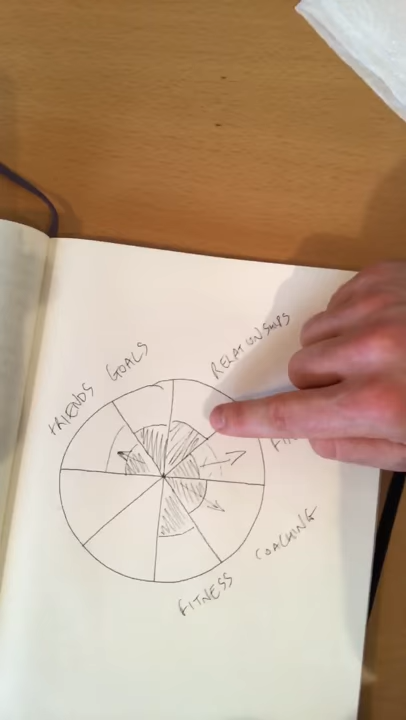 FRIENDS
GOALS
RELATIONSHIPS
COACHING
FITNESS